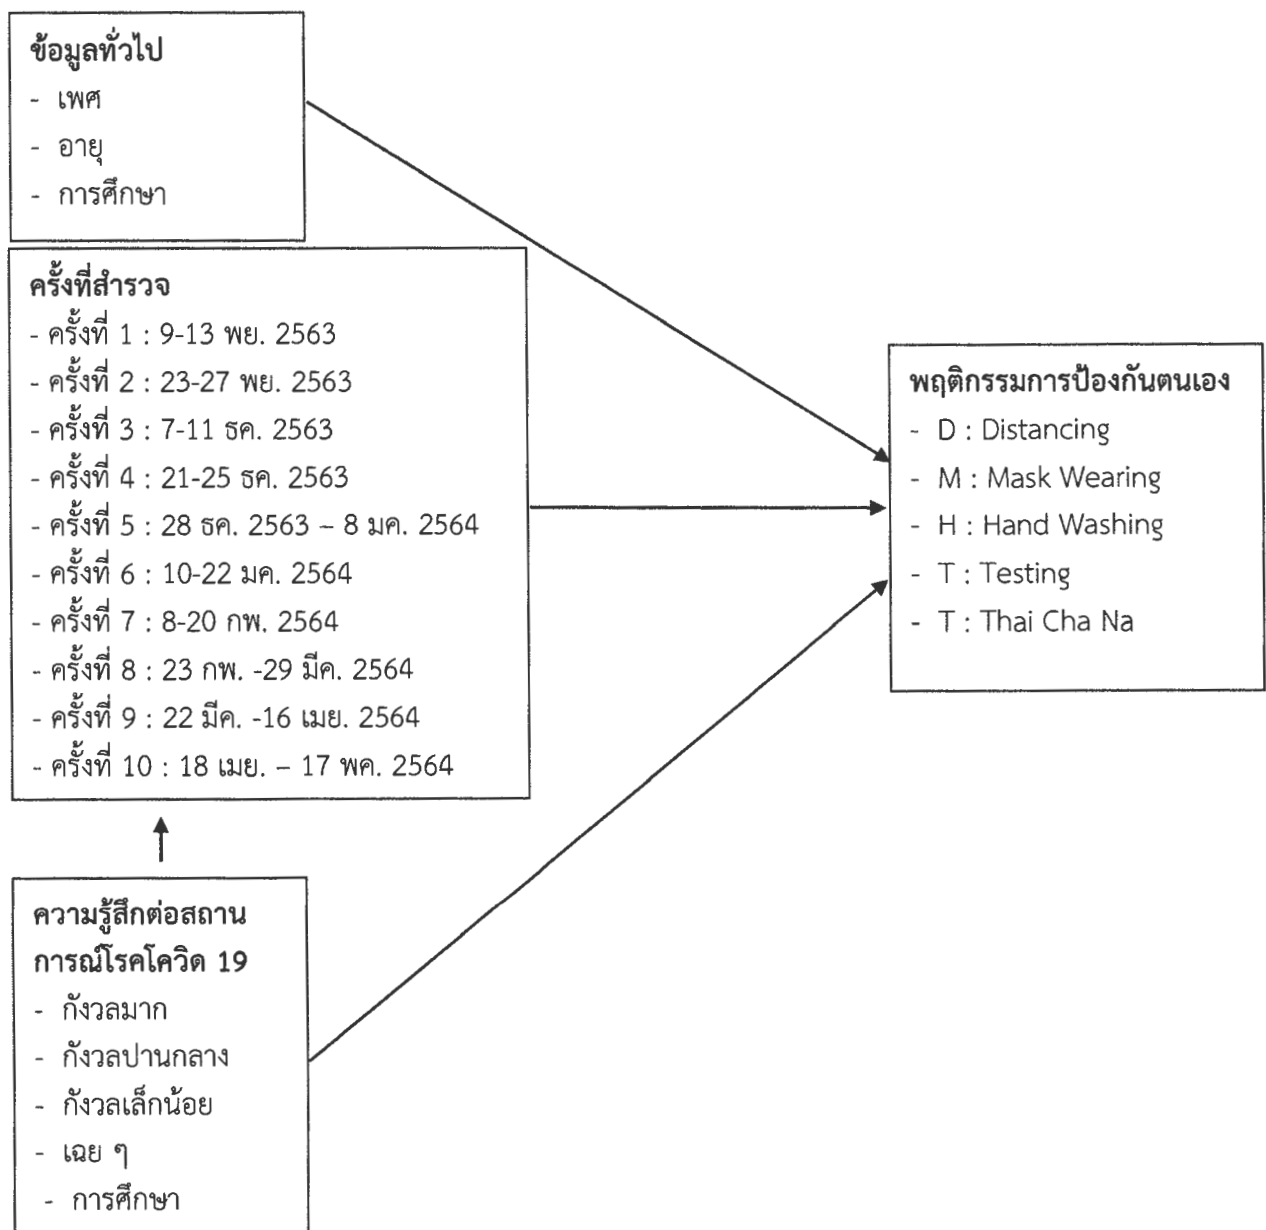 ข้อมูลทั่วไป
- เพศ
- อายุ
- การศึกษา
ครั้งที่สำรวจ
- ครั้งที่ 1 : 9-13 พย. 2563
- ครั้งที่ 2 : 23-27 พย. 2563
- ครั้งที่ 3 : 7-11 ธค. 2563
- ครั้งที่ 4 : 21-25 ธค. 2563
- ครั้งที่ 5 : 28 ธค. 2563 – 8 มค. 2564
- ครั้งที่ 6 : 10-22 มค. 2564
- ครั้งที่ 7 : 8-20 กพ. 2564
- ครั้งที่ 8 : 23 กพ. -29 มีค. 2564
- ครั้งที่ 9 : 22 มีค. -16 เมย. 2564
- ครั้งที่ 10 : 18 เมย. – 17 พค. 2564
ความรู้สึกต่อสถาน
การณ์โรคโควิด 19
- กังวลมาก
- กังวลปานกลาง
- กังวลเล็กน้อย
- เฉย ๆ
- การศึกษา
พฤติกรรมการป้องกันตนเอง
- D : Distancing
- M : Mask Wearing
- H : Hand Washing
- T : Testing
- T : Thai Cha Na